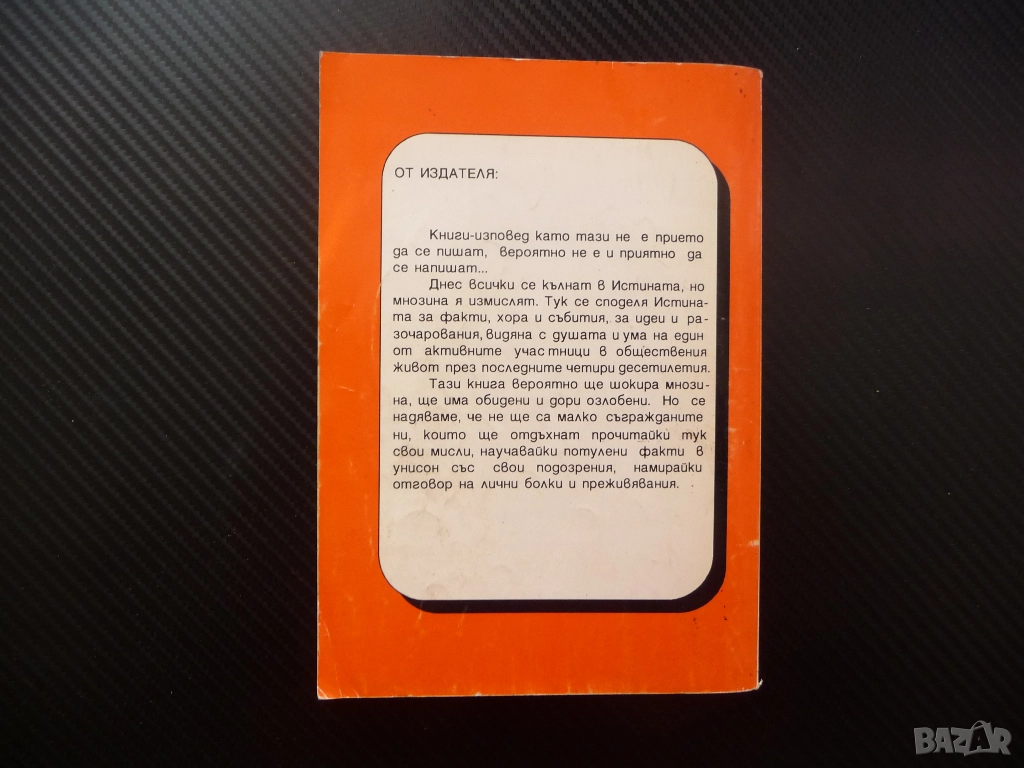 ОТ ИЗДАТЕЛЯ:
Книги-изповед като тази не е прието
да се пишат, вероятно не е и приятно да
се напишат...
Днес всички се кълнат в Истината, но
мнозина я измислят. Тук се споделя Истина-
та за факти, хора и събития, за идеи и ра-
зочарования, видяна с душата и ума на един
от активните участници в обществения
живот през последните четири десетилетия.
Тази книга вероятно ще шокира мнози-
на, ще има обидени и дори озлобени. Но се
надяваме, че не ще са малко съгражданите
ни, които ще отдъхнат прочитайки тук
свои мисли, научавайки потулени факти в
унисон със свои подозрения, намирайки
отговор на лични болки и преживявания.
BAZAR